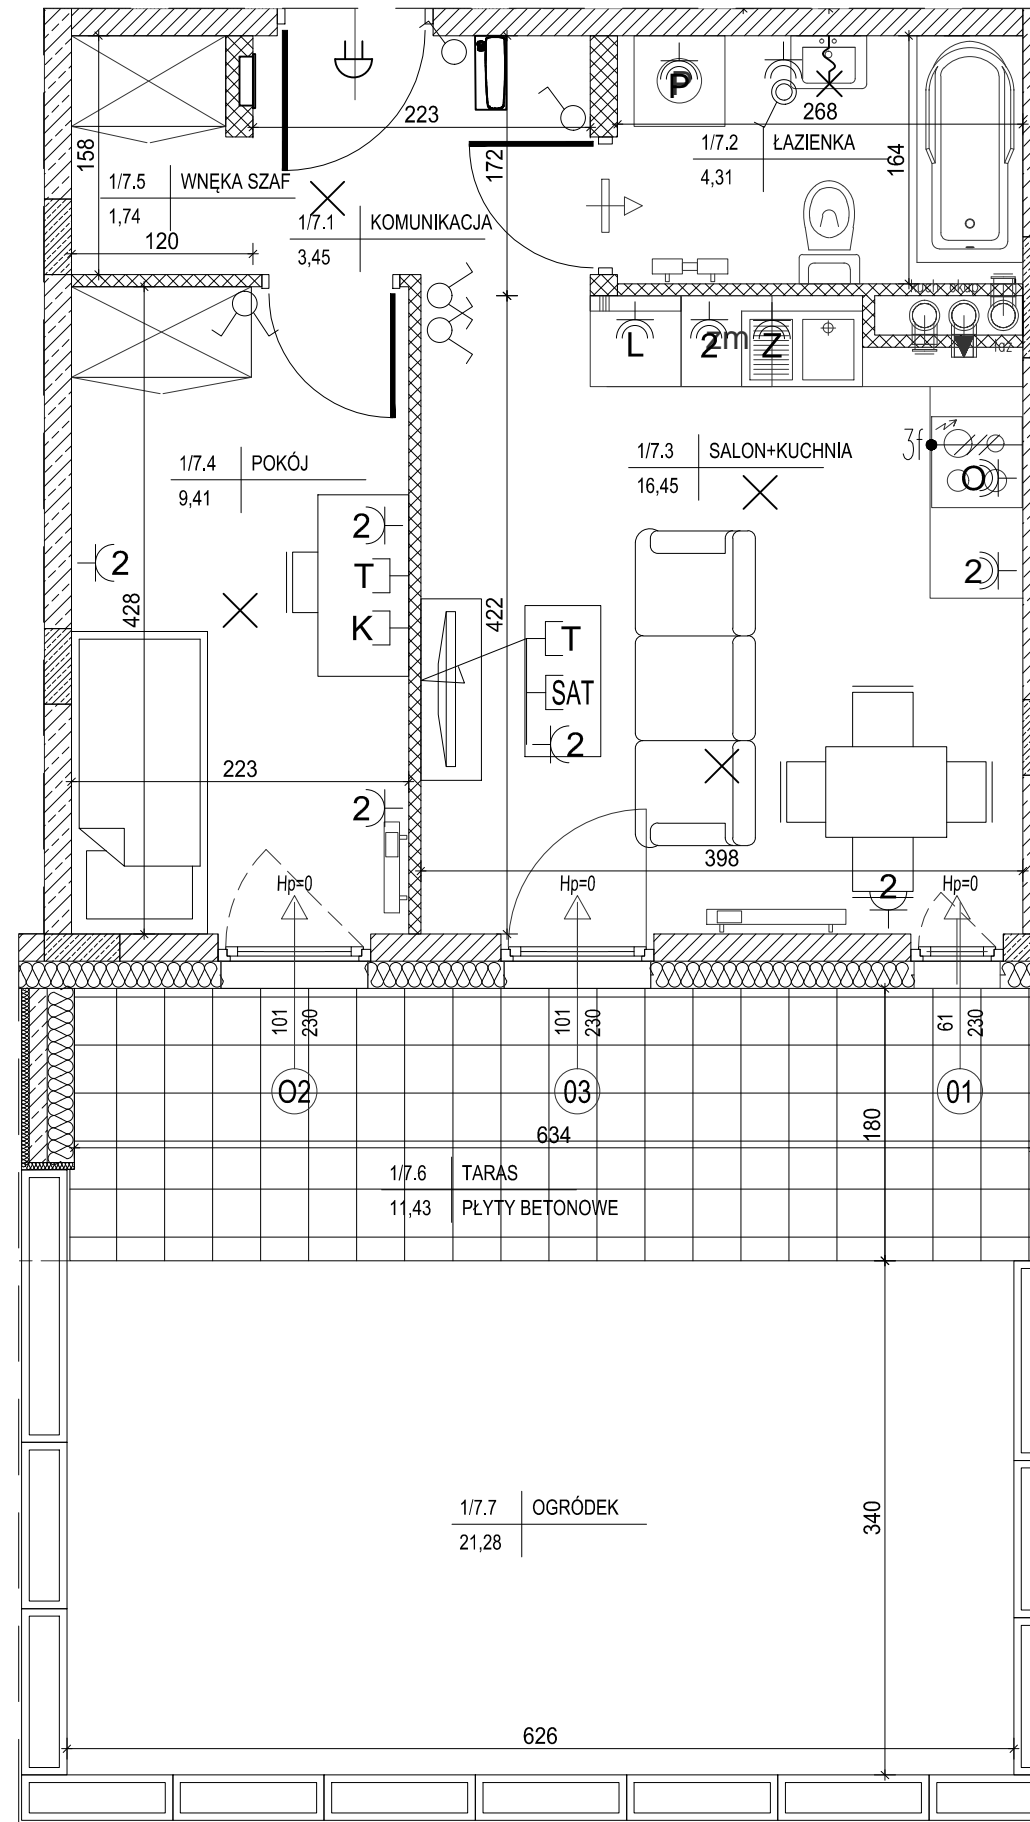 P
268
223
1/7.2 ŁAZIENKA
4,31
158
172
164
1/7.5 WNĘKA SZAF
1,74
1/7.1 KOMUNIKACJA
3,45
120
L
2
zm
Z
3f
1/7.3 SALON+KUCHNIA
16,45
1/7.4 POKÓJ
9,41
O
2
T
K
2
2
428
422
T
SAT
2
223
2
398
2
Hp=0
Hp=0
Hp=0
101
230
101
230
61
230
O2
03
01
634
180
1/7.6 TARAS
11,43 PŁYTY BETONOWE
1/7.7 OGRÓDEK
21,28
340
626